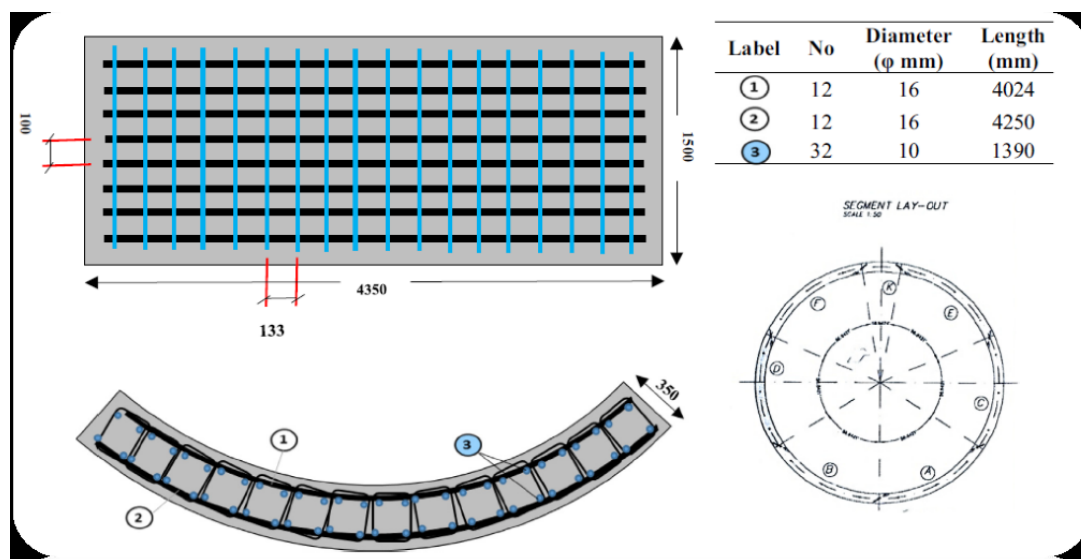 100
1500
4350
133
Label No Diameter (φ mm) Length (mm)
1 12 16 4024
2 12 16 4250
3 32 10 1390
SEGMENT LAY-OUT
SCALE 1:30
K
F
E
D
C
B
A
350
1
3
2